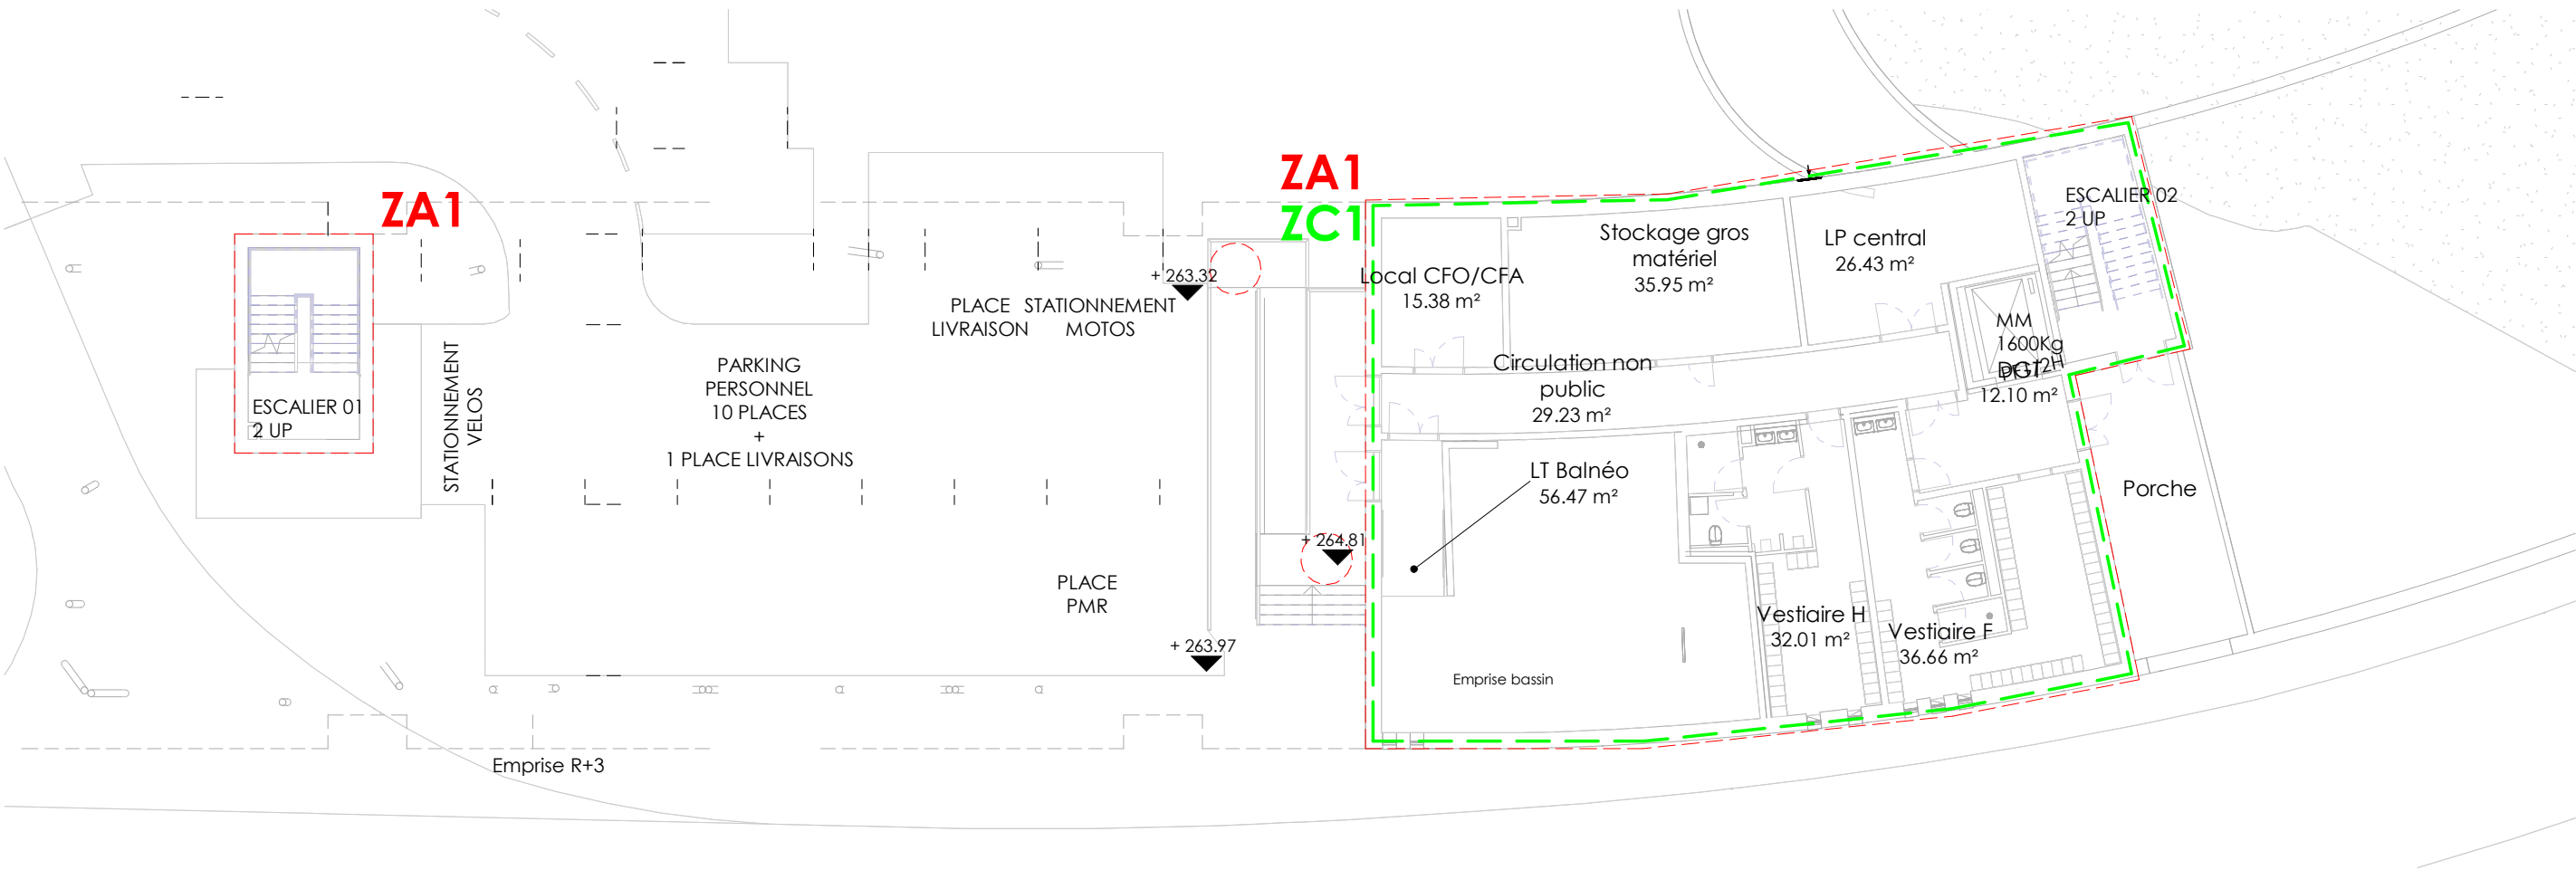 ZA1
ESCALIER 01
2 UP
STATIONNEMENT
VELOS
PARKING
PERSONNEL
10 PLACES
+
1 PLACE LIVRAISONS
PLACE
LIVRAISON
STATIONNEMENT
MOTOS
+ 263.32
PLACE
PMR
+ 263.97
+ 264.81
Emprise R+3
ZA1
ZC1
Local CFO/CFA
15.38 m²
Stockage gros
matériel
35.95 m²
LP central
26.43 m²
ESCALIER 02
2 UP
MM
1600Kg
DGT
12.10 m²
Circulation non
public
29.23 m²
LT Balnéo
56.47 m²
Porche
Vestiaire H
32.01 m²
Vestiaire F
36.66 m²
Emprise bassin